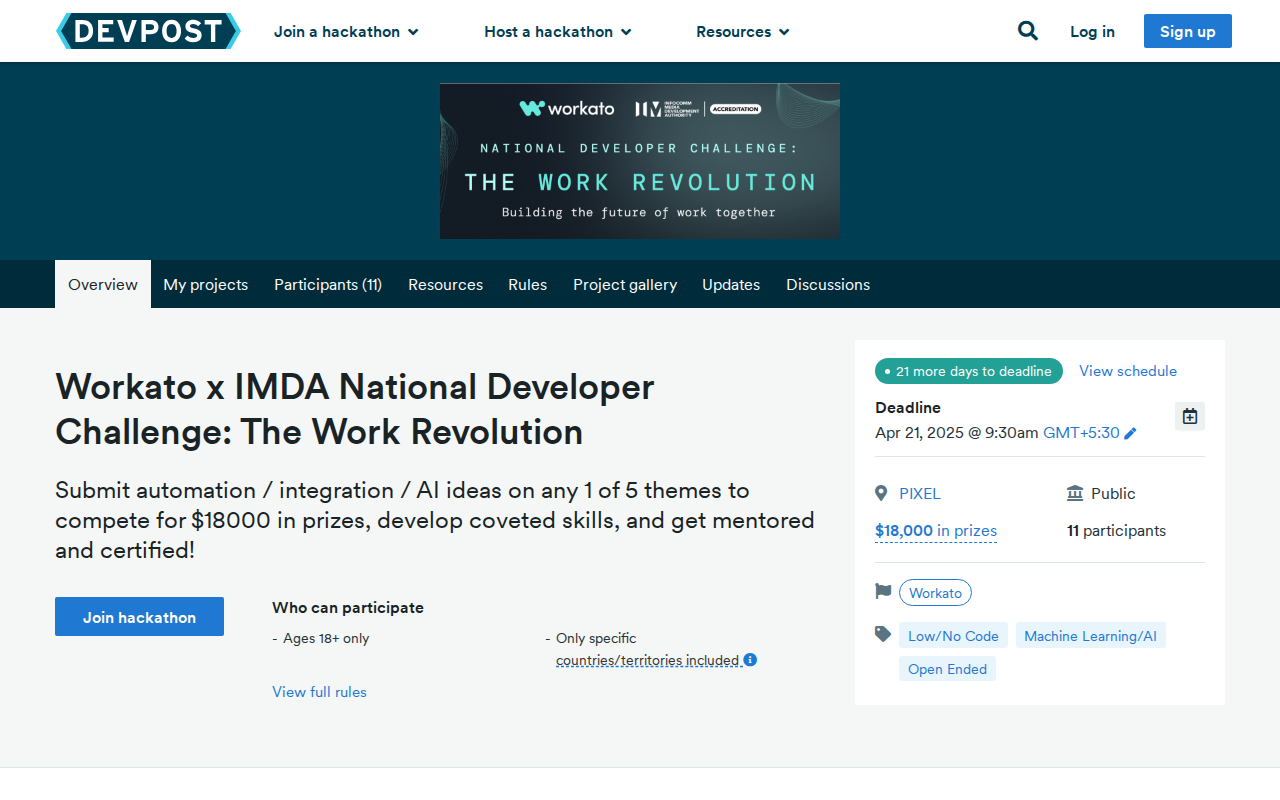 DEVPOST
Join a hackathon
Host a hackathon
Resources
Log in
Sign up
workato
INFOCOMM
MEDIA
DEVELOPMENT
AUTHORITY
ACCREDITATION
NATIONAL DEVELOPER CHALLENGE:
THE WORK REVOLUTION
Building the future of work together
Overview
My projects
Participants (11)
Resources
Rules
Project gallery
Updates
Discussions
Workato x IMDA National Developer
Challenge: The Work Revolution
Submit automation / integration / AI ideas on any 1 of 5 themes to
compete for $18000 in prizes, develop coveted skills, and get mentored
and certified!
Join hackathon
Who can participate
- Ages 18+ only
- Only specific
countries/territories included
View full rules
21 more days to deadline
View schedule
Deadline
Apr 21, 2025 @ 9:30am GMT+5:30
PIXEL
Public
$18,000 in prizes
11 participants
Workato
Low/No Code
Machine Learning/AI
Open Ended